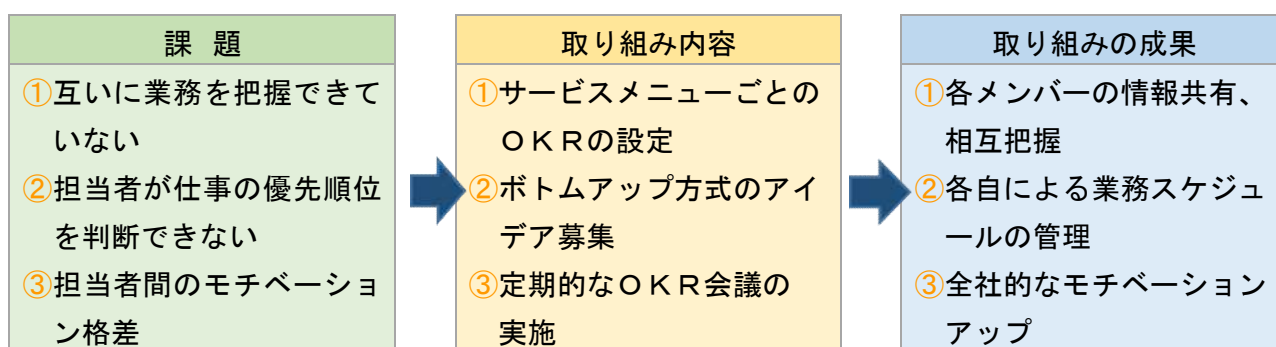 課 題
①互いに業務を把握できて
いない
②担当者が仕事の優先順位
を判断できない
③担当者間のモチベーショ
ン格差
取り組み内容
①サービスメニューごとの
ＯＫＲの設定
②ボトムアップ方式のアイ
デア募集
③定期的なＯＫＲ会議の
実施
取り組みの成果
①各メンバーの情報共有、
相互把握
②各自による業務スケジュ
ールの管理
③全社的なモチベーション
アップ